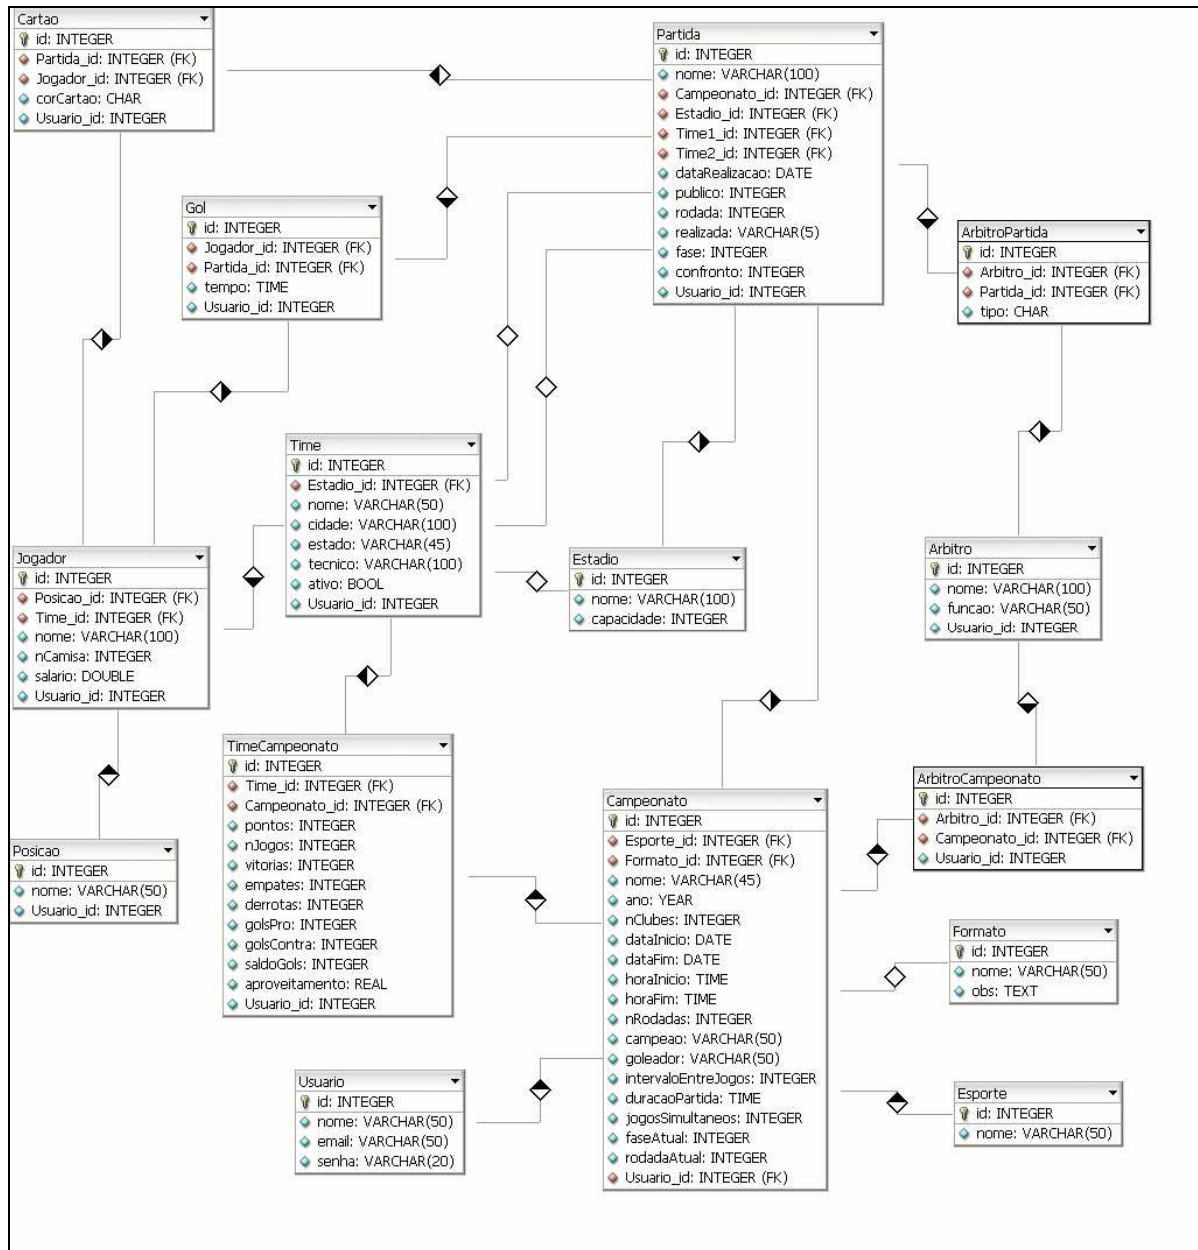 Cartao
id: INTEGER
Partida_id: INTEGER (FK)
Jogador_id: INTEGER (FK)
corCartao: CHAR
Usuario_id: INTEGER
Partida
id: INTEGER
nome: VARCHAR(100)
Campeonato_id: INTEGER (FK)
Estadio_id: INTEGER (FK)
Time1_id: INTEGER (FK)
Time2_id: INTEGER (FK)
dataRealizacao: DATE
publico: INTEGER
rodada: INTEGER
realizada: VARCHAR(5)
fase: INTEGER
confronto: INTEGER
Usuario_id: INTEGER
Gol
id: INTEGER
Jogador_id: INTEGER (FK)
Partida_id: INTEGER (FK)
tempo: TIME
Usuario_id: INTEGER
ArbitroPartida
id: INTEGER
Arbitro_id: INTEGER (FK)
Partida_id: INTEGER (FK)
tipo: CHAR
Time
id: INTEGER
Estadio_id: INTEGER (FK)
nome: VARCHAR(50)
cidade: VARCHAR(100)
estado: VARCHAR(45)
tecnico: VARCHAR(100)
ativo: BOOL
Usuario_id: INTEGER
Jogador
id: INTEGER
Posicao_id: INTEGER (FK)
Time_id: INTEGER (FK)
nome: VARCHAR(100)
nCamisa: INTEGER
salario: DOUBLE
Usuario_id: INTEGER
Estadio
id: INTEGER
nome: VARCHAR(100)
capacidade: INTEGER
Arbitro
id: INTEGER
nome: VARCHAR(100)
funcao: VARCHAR(50)
Usuario_id: INTEGER
TimeCampeonato
id: INTEGER
Time_id: INTEGER (FK)
Campeonato_id: INTEGER (FK)
pontos: INTEGER
nJogos: INTEGER
vitorias: INTEGER
empates: INTEGER
derrotas: INTEGER
golsPro: INTEGER
golsContra: INTEGER
saldoGols: INTEGER
aproveitamento: REAL
Usuario_id: INTEGER
Posicao
id: INTEGER
nome: VARCHAR(50)
Usuario_id: INTEGER
Campeonato
id: INTEGER
Esporte_id: INTEGER (FK)
Formato_id: INTEGER (FK)
nome: VARCHAR(45)
ano: YEAR
nClubes: INTEGER
dataInicio: DATE
dataFim: DATE
horaInicio: TIME
horaFim: TIME
nRodadas: INTEGER
campeao: VARCHAR(50)
goleador: VARCHAR(50)
intervaloEntreJogos: INTEGER
duracaoPartida: TIME
jogosSimultaneos: INTEGER
faseAtual: INTEGER
rodadaAtual: INTEGER
Usuario_id: INTEGER (FK)
ArbitroCampeonato
id: INTEGER
Arbitro_id: INTEGER (FK)
Campeonato_id: INTEGER (FK)
Usuario_id: INTEGER
Formato
id: INTEGER
nome: VARCHAR(50)
obs: TEXT
Usuario
id: INTEGER
nome: VARCHAR(50)
email: VARCHAR(50)
senha: VARCHAR(20)
Esporte
id: INTEGER
nome: VARCHAR(50)